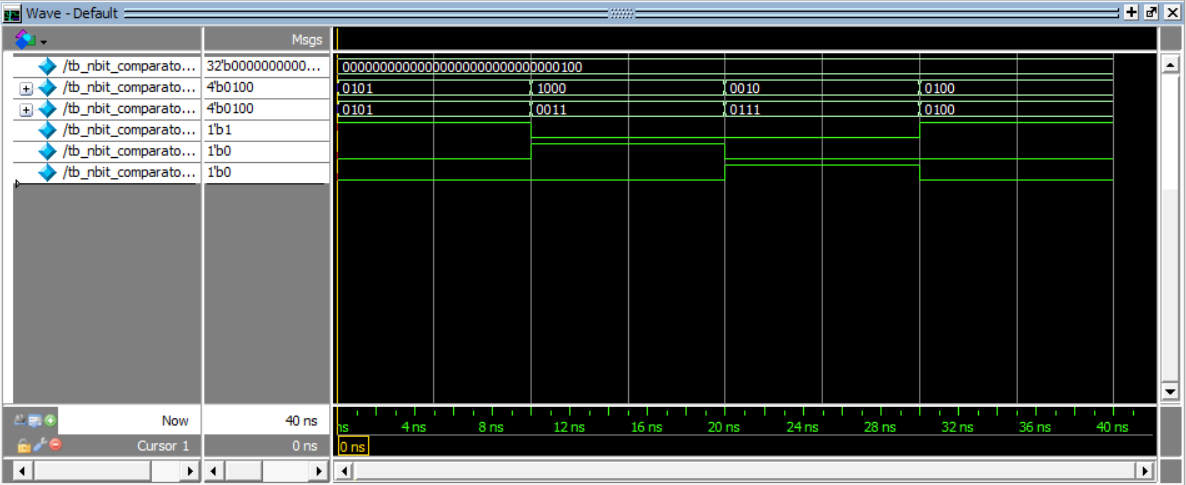 Wave - Default
Msgs
/tb_nbit_comparato... 32'b0000000000... 00000000000000000000000000000100
/tb_nbit_comparato... 4'b0100 0101 1000 0010 0100
/tb_nbit_comparato... 4'b0100 0101 0011 0111 0100
/tb_nbit_comparato... 1'b1
/tb_nbit_comparato... 1'b0
/tb_nbit_comparato... 1'b0
Now 40 ns ns 4 ns 8 ns 12 ns 16 ns 20 ns 24 ns 28 ns 32 ns 36 ns 40 ns
Cursor 1 0 ns 0 ns